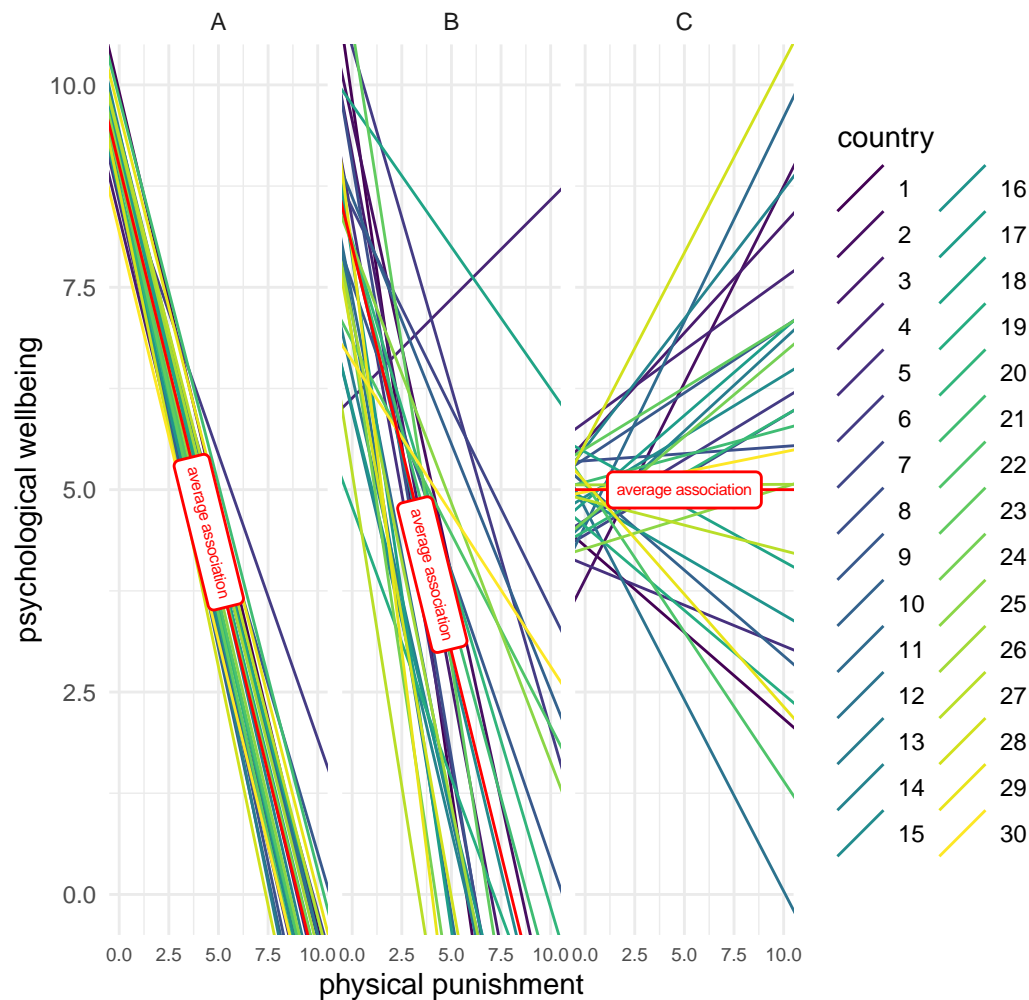 A
B
C
10.0
7.5
5.0
2.5
0.0
psychological wellbeing
average association
average association
average association
0.0 2.5 5.0 7.5 10.0
0.0 2.5 5.0 7.5 10.0
0.0 2.5 5.0 7.5 10.0
physical punishment
country
1
2
3
4
5
6
7
8
9
10
11
12
13
14
15
16
17
18
19
20
21
22
23
24
25
26
27
28
29
30